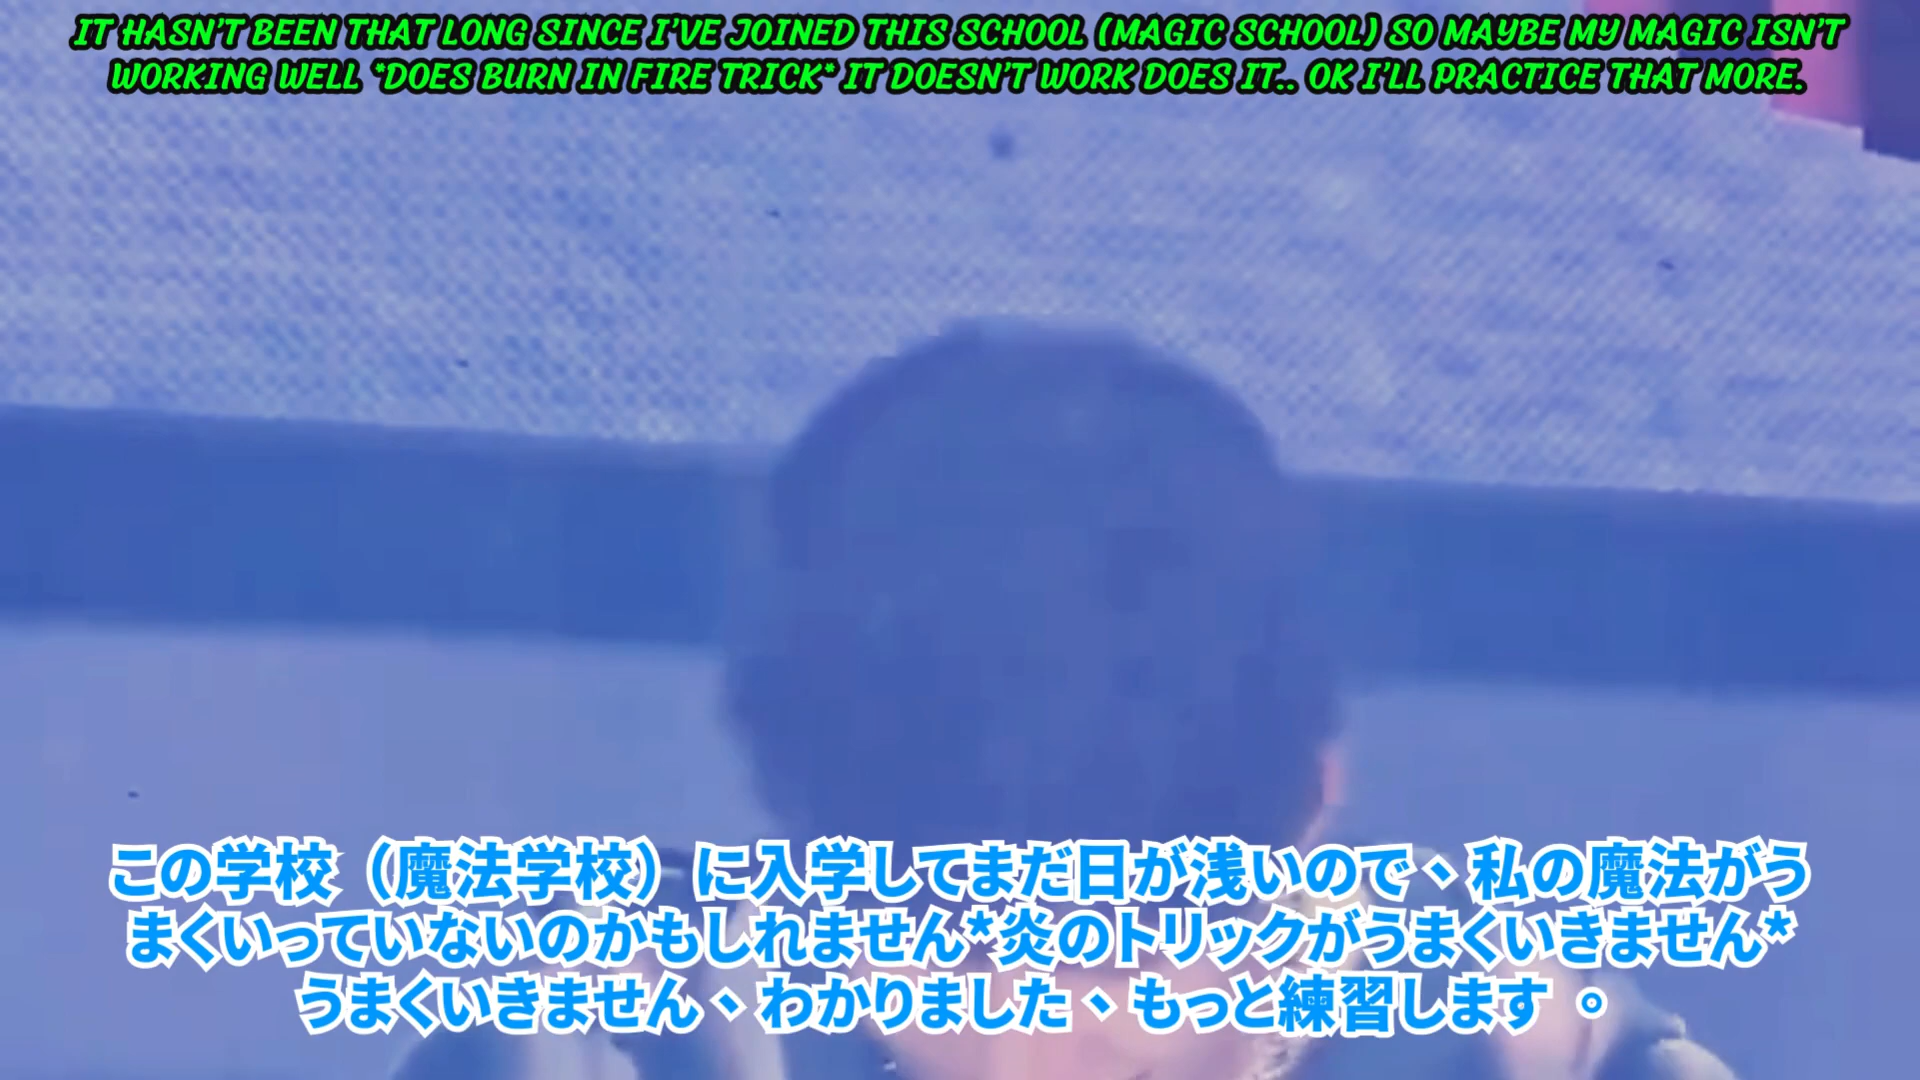 IT HASN'T BEEN THAT LONG SINCE I'VE JOINED THIS SCHOOL (MAGIC SCHOOL) SO MAYBE MY MAGIC ISN'T
WORKING WELL *DOES BURN IN FIRE TRICK* IT DOESN'T WORK DOES IT.. OK I'LL PRACTICE THAT MORE.
この学校（魔法学校）に入学してまだ日が浅いので、私の魔法がう
まくいっていないのかもしれません*炎のトリックがうまくいきません*
うまくいきません、わかりました、もっと練習します 。